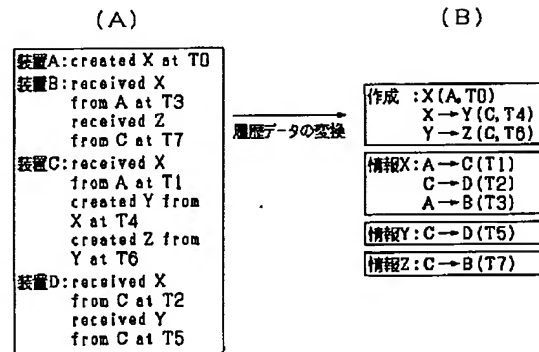 (A)
装置A:created X at T0
装置B:received X
from A at T3
received Z
from C at T7
装置C:received X
from A at T1
created Y from
X at T4
created Z from
Y at T6
装置D:received X
from C at T2
received Y
from C at T5
履歴データの変換
(B)
作成 :X(A,T0)
X→Y(C,T4)
Y→Z(C,T6)
情報X:A→C(T1)
C→D(T2)
A→B(T3)
情報Y:C→D(T5)
情報Z:C→B(T7)